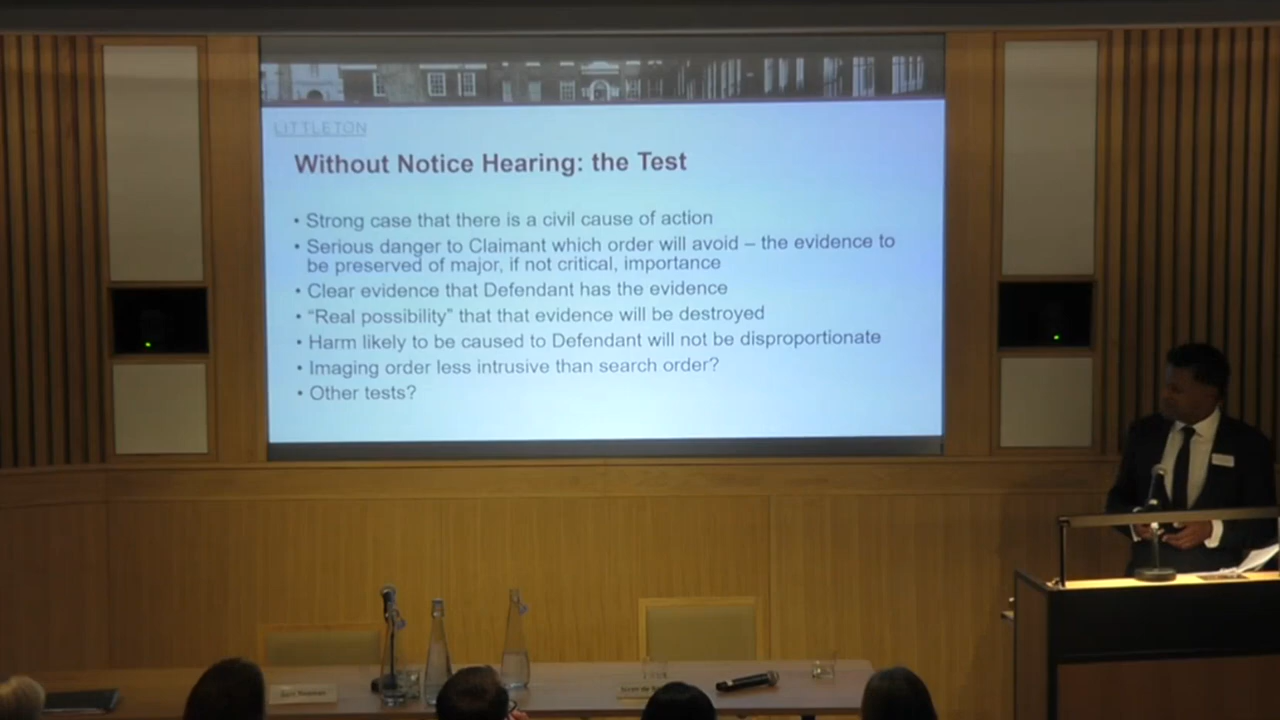 LITTLETON
Without Notice Hearing: the Test
• Strong case that there is a civil cause of action
• Serious danger to Claimant which order will avoid – the evidence to
be preserved of major, if not critical, importance
• Clear evidence that Defendant has the evidence
• “Real possibility” that that evidence will be destroyed
• Harm likely to be caused to Defendant will not be disproportionate
• Imaging order less intrusive than search order?
• Other tests?